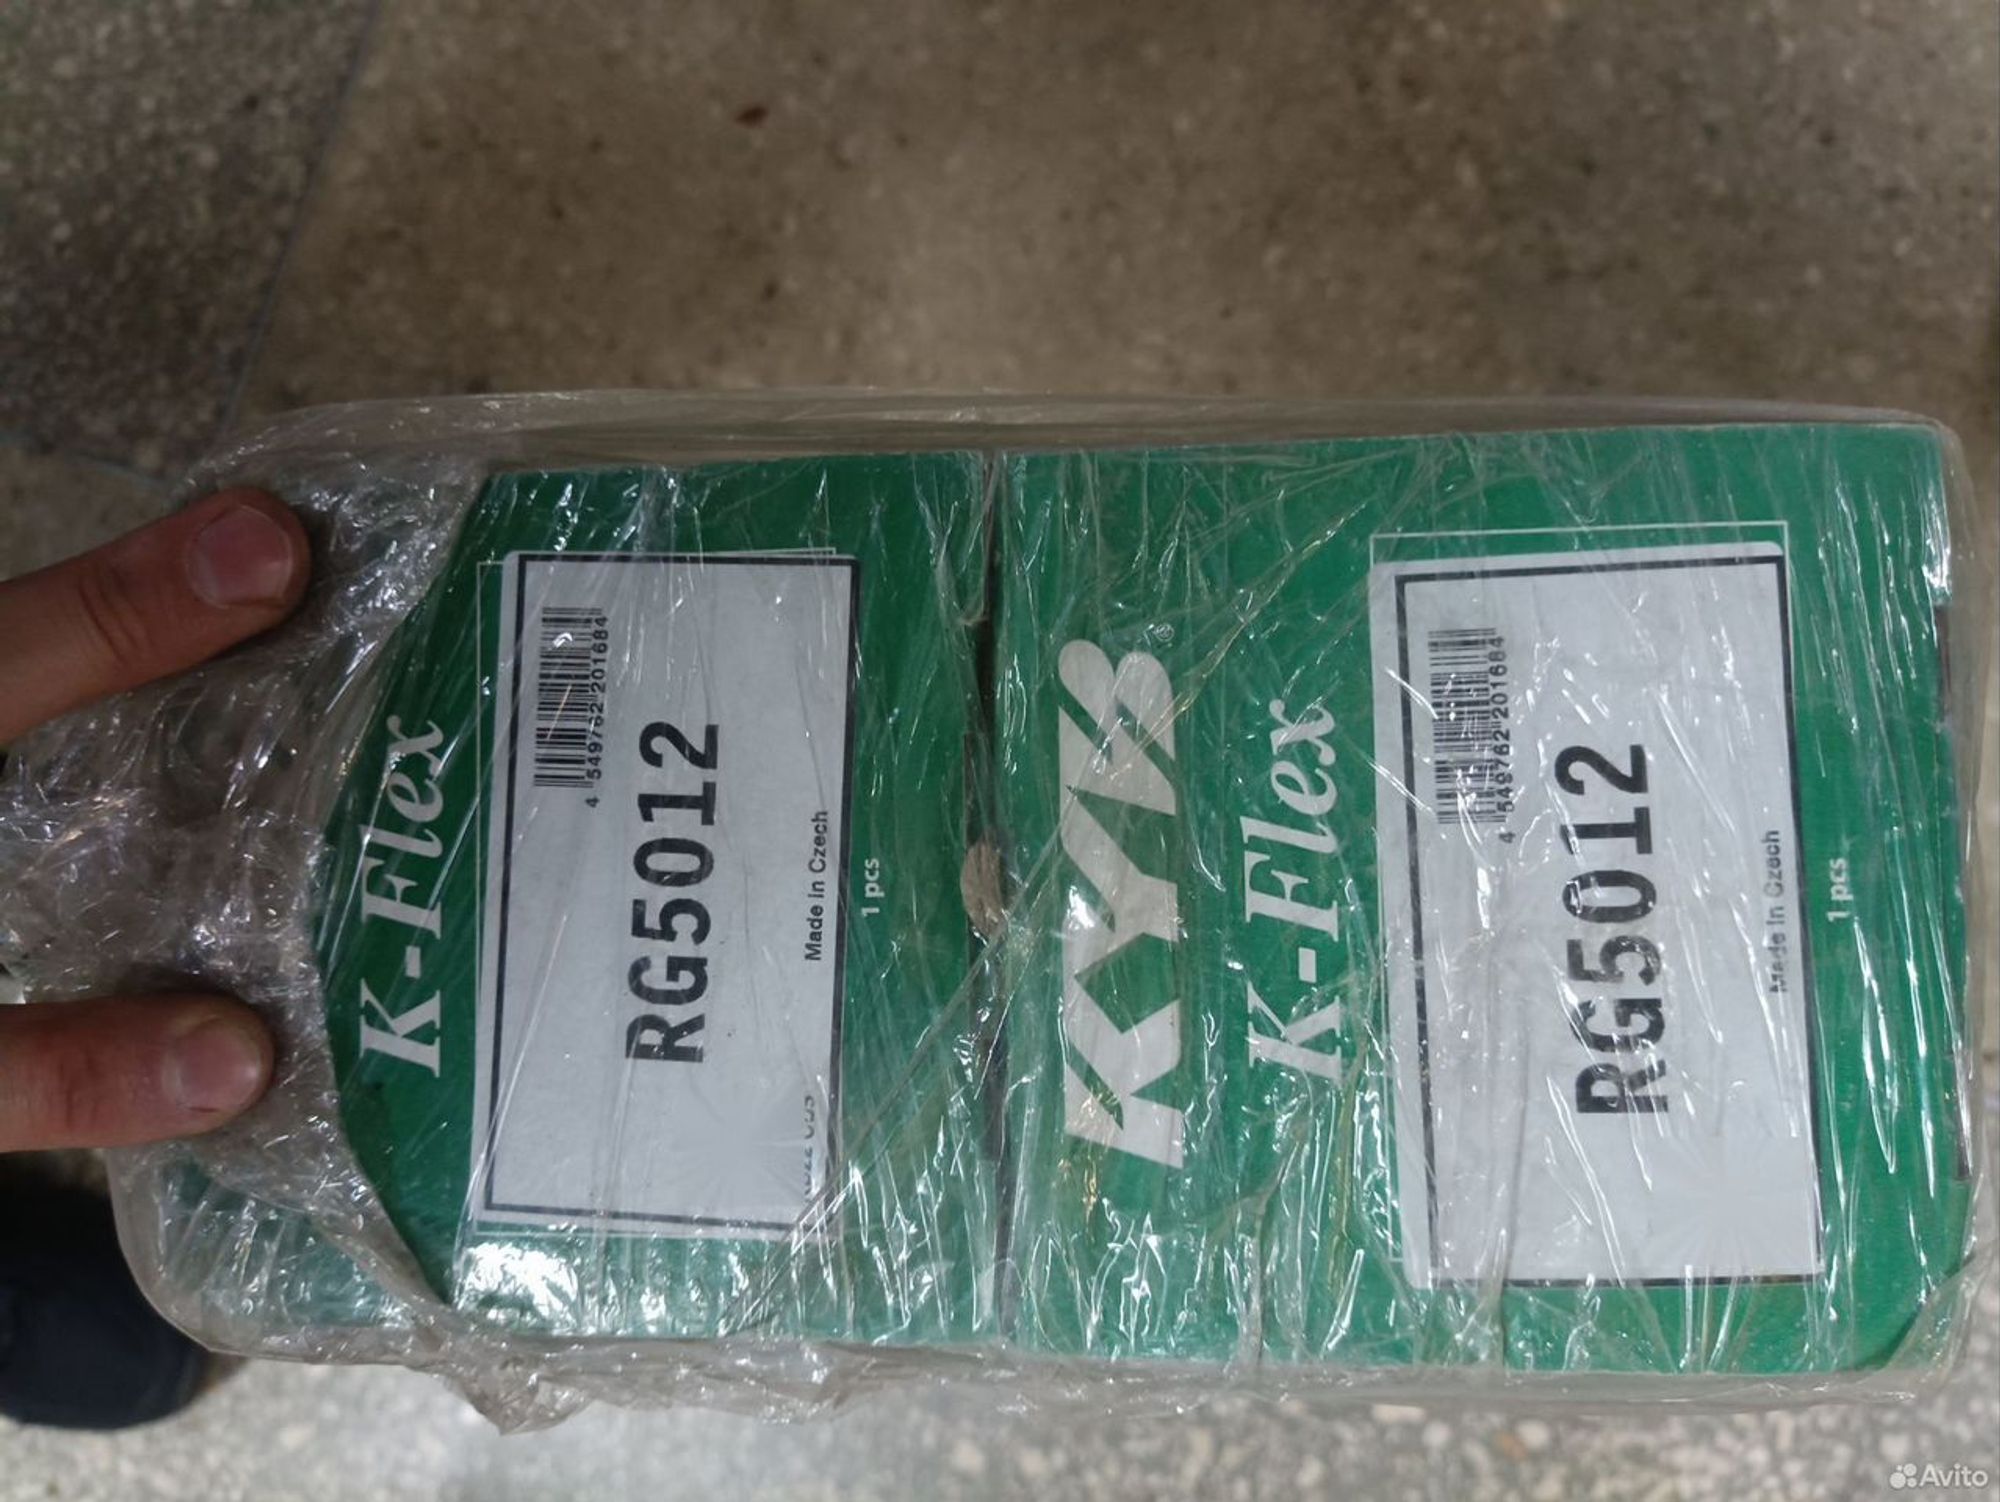 K-Flex
4 549762 201684
RG5012
Made In Czech
1 pcs
KYB®
K-Flex
4 549762 201684
RG5012
Made In Czech
1 pcs
Avito